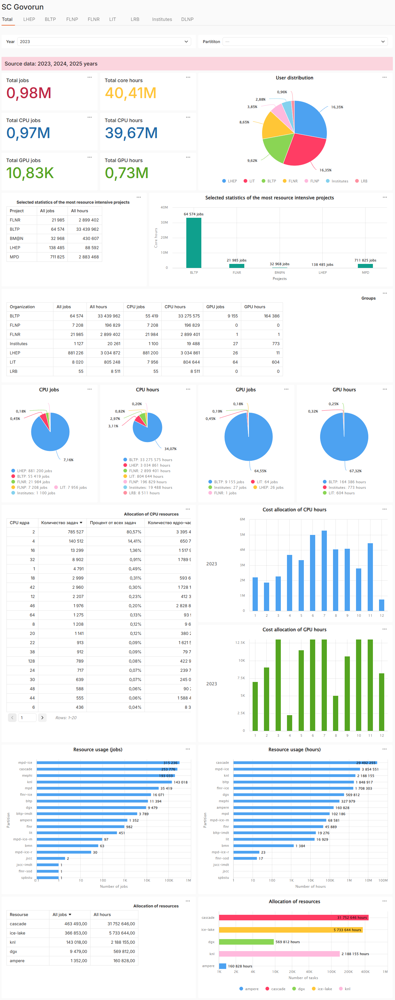 SC Govorun
Total LHEP BLTP FLNP FLNR LIT LRB Institutes DLNP
Year 2023 Partititon —
Source data: 2023, 2024, 2025 years
Total jobs
0,98M
Total core hours
40,41M
Total CPU jobs
0,97M
Total CPU hours
39,67M
Total GPU jobs
10,83K
Total GPU hours
0,73M
User distribution
0,96%
2,88%
3,85%
8,65%
9,62%
16,35%
16,35%
LHEP LIT BLTP FLNR FLNP Institutes LRB
Selected statistics of the most resource intensive projects
Project All jobs All hours
FLNR 21 985 2 899 402
BLTP 64 574 33 439 962
BM@N 32 968 430 607
LHEP 138 485 88 592
MPD 711 825 2 883 468
Selected statistics of the most resource intensive projects
Core hours
40M
30M
20M
10M
0
64 574 jobs
21 985 jobs
32 968 jobs
138 485 jobs
711 825 jobs
BLTP FLNR BM@N LHEP MPD
Projects
Groups
Organization All jobs All hours CPU jobs CPU hours GPU jobs GPU hours
BLTP 64 574 33 439 962 55 419 33 275 575 9 155 164 386
FLNP 7 208 196 829 7 208 196 829 0 0
FLNR 21 985 2 899 402 21 984 2 899 401 1 1
Institutes 1 127 20 261 1 100 19 488 27 773
LHEP 881 226 3 034 872 881 200 3 034 861 26 11
LIT 8 020 805 248 7 956 804 644 64 604
LRB 55 8 511 55 8 511 0 0
CPU jobs
0,18%
0,45%
7,16%
LHEP: 881 200 jobs
BLTP: 55 419 jobs
FLNR: 21 984 jobs
FLNP: 7 208 jobs LIT: 7 956 jobs
Institutes: 1 100 jobs
CPU hours
0,20%
0,82%
2,97%
3,11%
34,07%
BLTP: 33 275 575 hours
LHEP: 3 034 861 hours
FLNR: 2 899 401 hours
LIT: 804 644 hours
FLNP: 196 829 hours
Institutes: 19 488 hours
LRB: 8 511 hours
GPU jobs
0,18%
0,19%
0,45%
64,55%
BLTP: 9 155 jobs LIT: 64 jobs
Institutes: 27 jobs LHEP: 26 jobs
FLNR: 1 jobs
GPU hours
0,25%
0,32%
67,32%
BLTP: 164 386 hours
Institutes: 773 hours
LIT: 604 hours
Allocation of CPU resources
CPU ядра Количество задач Процент от всех задач Количество ядро-час
2 785 527 80,57% 3 395 4
4 140 512 14,41% 650 7
16 13 299 1,36% 1 517 9
32 8 902 0,91% 1 789 9
1 4 791 0,49%
18 2 999 0,31% 593 6
42 2 960 0,30% 1 728 1
12 2 207 0,23% 412 3
46 1 976 0,20% 2 828 8
64 1 275 0,13% 93 9
8 1 208 0,12% 9 6
20 1 141 0,12% 380 2
22 913 0,09% 1 621 5
38 912 0,09% 79 7
128 789 0,08% 422 9
24 717 0,07% 239 7
30 639 0,07% 245 0
48 588 0,06% 90 2
44 555 0,06% 1 588 4
6 436 0,04% 8 3
1 Rows: 1–20
Cost allocation of CPU hours
2023
6M
5M
4M
3M
2M
1M
0
1 2 3 4 5 6 7 8 9 10 11 12
Cost allocation of GPU hours
2023
12.5K
10K
7.5K
5K
2.5K
0
1 2 3 4 5 6 7 8 9 10 11 12
Resource usage (jobs)
Partition
mpd-ice 315 236
cascade 253 776
mephi 193 033
knl 143 018
mpd 35 419
flnr-ice 16 071
bltp 11 394
dgx 9 479
bltp-imdt 3 789
ampere 1 352
flnr 982
lit 451
mpd-ice-m 97
bmn 63
mpd-ice-r 30
jscc 2
jscc-imdt 1
flnr-sod 1
spbstu 1
0.1 1 10 100 1K 10K 100K 1M
Number of jobs
Resource usage (hours)
Partition
cascade 29 492 255
mpd-ice 3 854 551
knl 2 188 155
bltp 1 848 917
flnr-ice 1 708 303
dgx 569 812
mephi 327 979
ampere 160 828
mpd 102 186
mpd-ice-m 68 581
flnr 45 889
bltp-imdt 19 276
lit 16 929
bmn 1 384
mpd-ice-r 23
flnr-sod 17
jscc-imdt
jscc
spbstu
1 10 100 1K 10K 100K 1M 10M 100M
Number of hours
Allocation of resources
Resourse All jobs All hours
cascade 463 493,00 31 752 646,00
ice-lake 366 853,00 5 733 644,00
knl 143 018,00 2 188 155,00
dgx 9 479,00 569 812,00
ampere 1 352,00 160 828,00
Allocation of resources
cascade 31 752 646 hours
ice-lake 5 733 644 hours
dgx 569 812 hours
knl 2 188 155 hours
ampere 160 828 hours
1K 2K 4K 10K 20K 40K 100K 200K 400K 1M
Number of tasks
ampere cascade dgx ice-lake knl